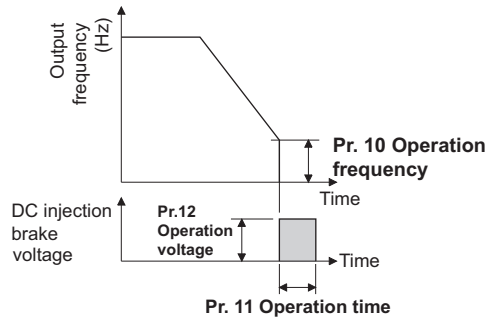 Output
frequency
(Hz)
Pr. 10 Operation
frequency
Time
DC injection
brake
voltage
Pr.12
Operation
voltage
Time
Pr. 11 Operation time